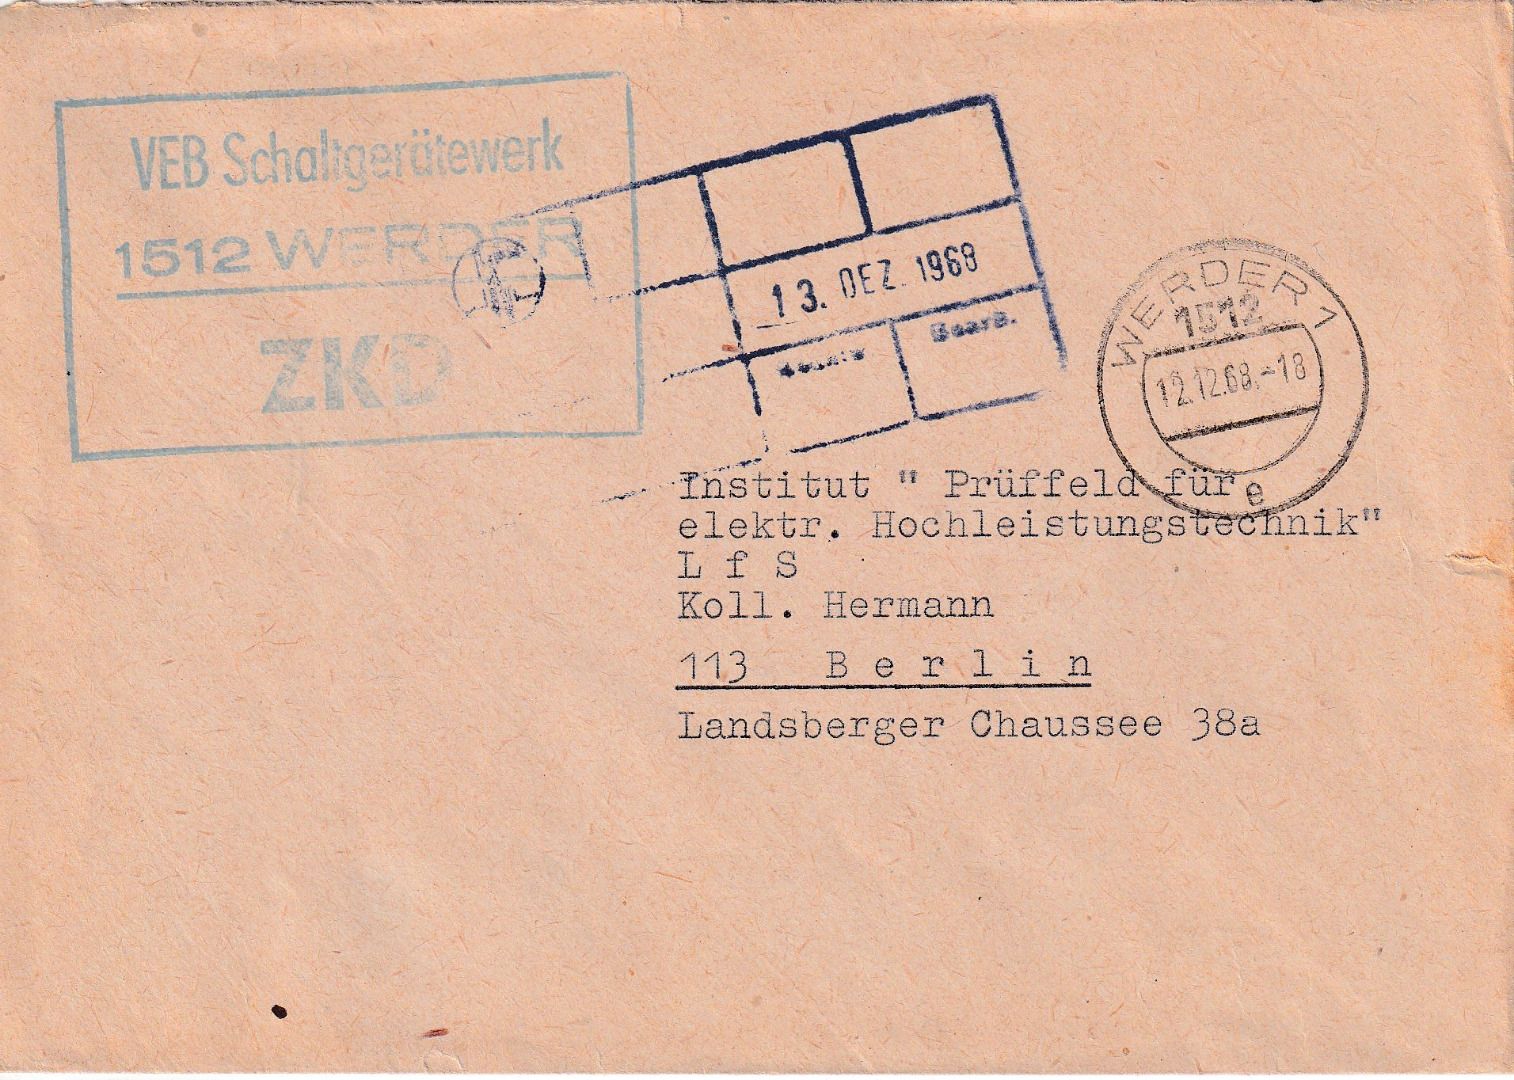 VEB Schaltgerätewerk
1512 WERDER
ZKD
13. DEZ. 1968
Bearb.
WERDER 1
1512
12.12.68.-18
e
Institut " Prüffeld für
elektr. Hochleistungstechnik"
L f S
Koll. Hermann
113 B e r l i n
Landsberger Chaussee 38a